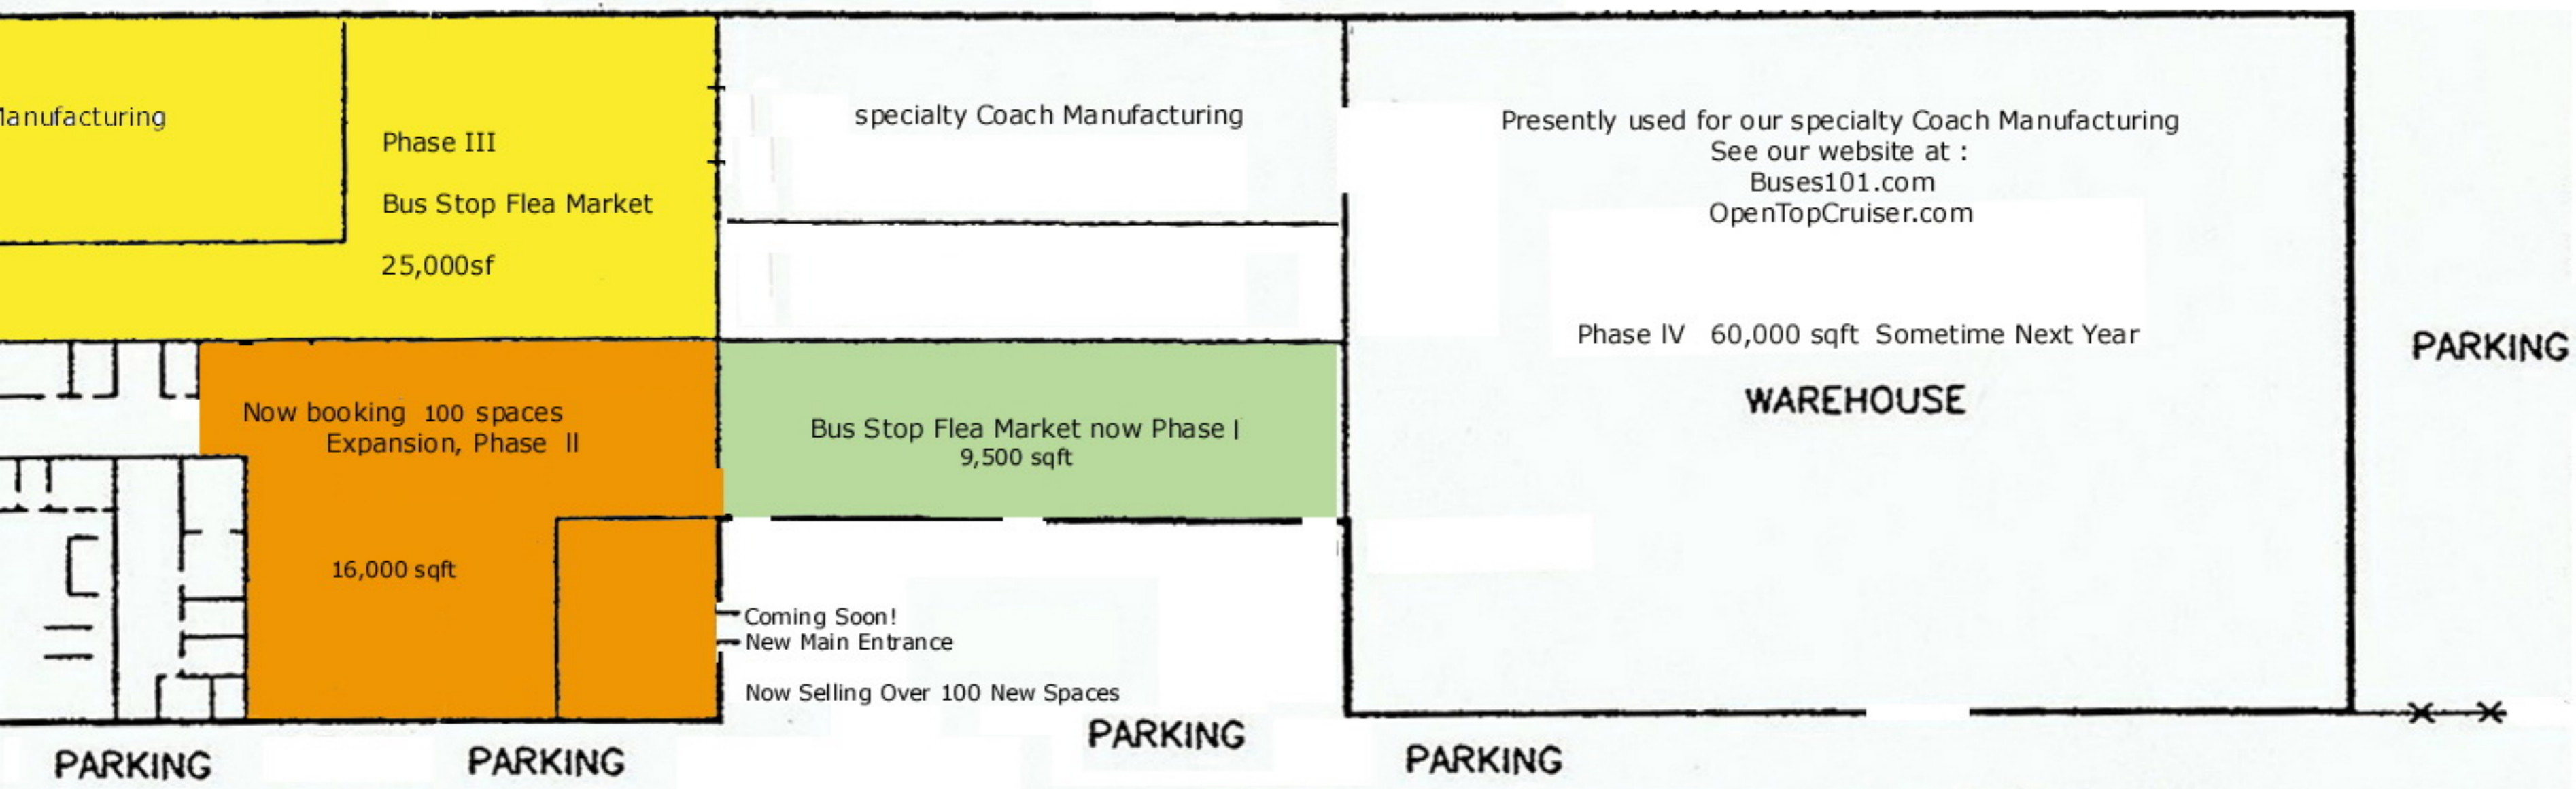 Manufacturing
Phase III
Bus Stop Flea Market
25,000sf
specialty Coach Manufacturing
Presently used for our specialty Coach Manufacturing
See our website at :
Buses101.com
OpenTopCruiser.com
Phase lV 60,000 sqft Sometime Next Year
WAREHOUSE
PARKING
Now booking 100 spaces
Expansion, Phase ll
16,000 sqft
Bus Stop Flea Market now Phase |
9,500 sqft
Coming Soon!
New Main Entrance
Now Selling Over 100 New Spaces
PARKING
PARKING
PARKING
PARKING